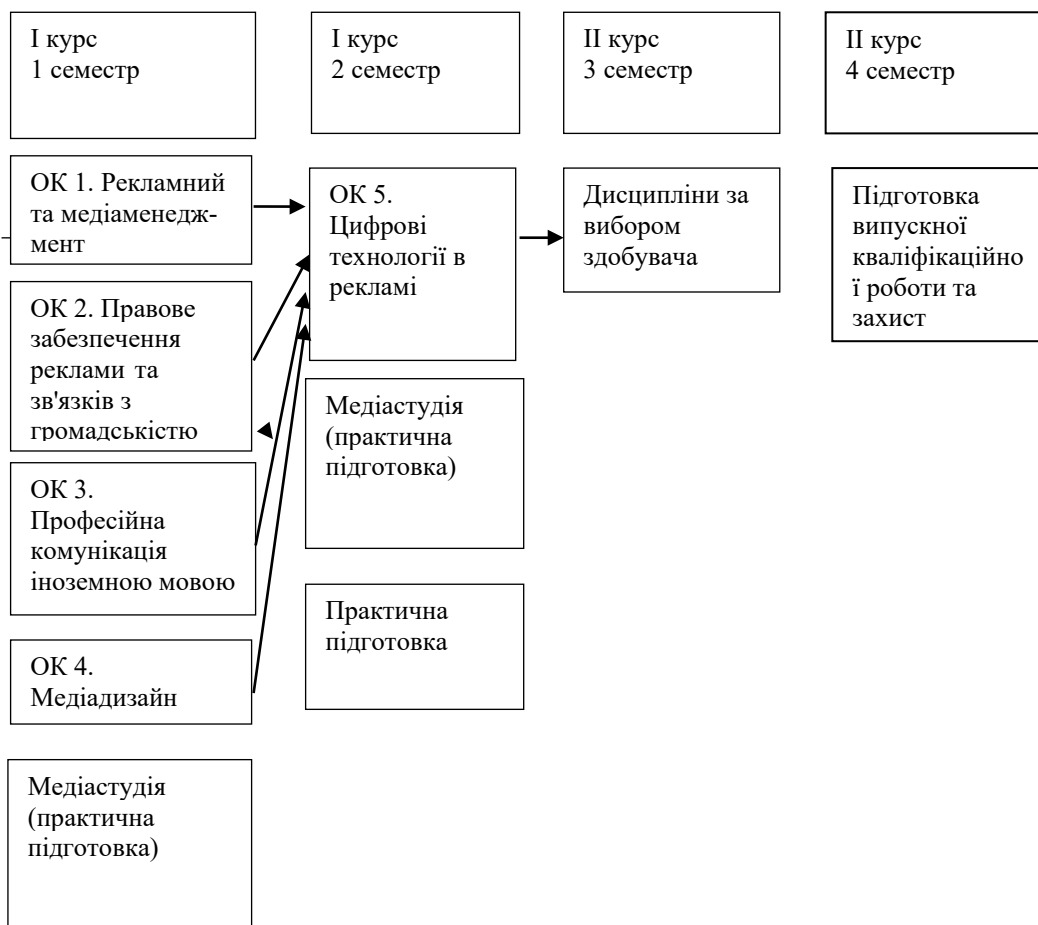 І курс
1 семестр
І курс
2 семестр
ІІ курс
3 семестр
ІІ курс
4 семестр
ОК 1. Рекламний
та медіаменедж-
мент
ОК 2. Правове
забезпечення
реклами та
зв'язків з
громадськістю
ОК 3.
Професійна
комунікація
іноземною мовою
ОК 4.
Медіадизайн
Медіастудія
(практична
підготовка)
ОК 5.
Цифрові
технології в
рекламі
Медіастудія
(практична
підготовка)
Практична
підготовка
Дисципліни за
вибором
здобувача
Підготовка
випускної
кваліфікаційно
ї роботи та
захист